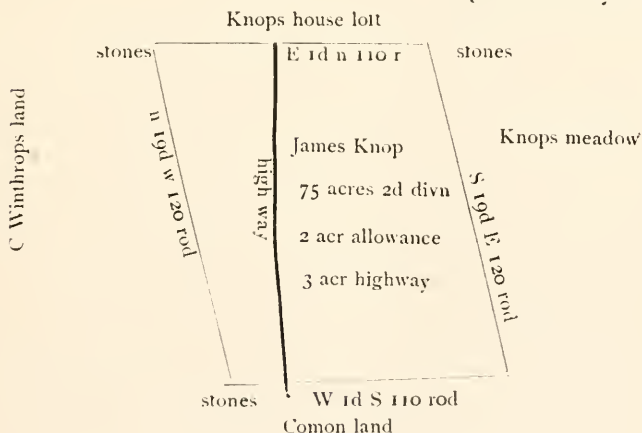 Knops house lott
stones
E 1d n 110 r
stones
C Winthrops land
n 19d w 120 rod
high way
James Knop
75 acres 2d divn
2 acr allowance
3 acr highway
S 19d E 120 rod
Knops meadow
stones
W 1d S 110 rod
Comon land